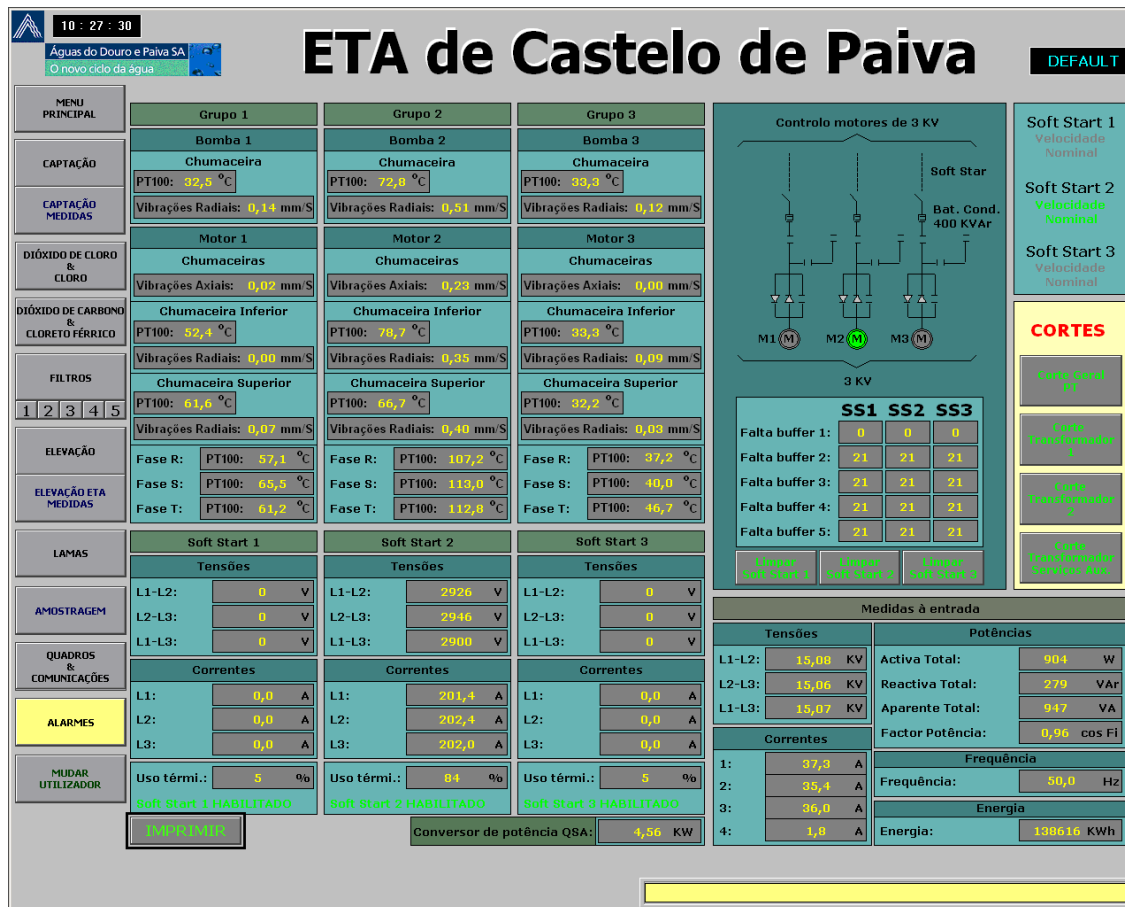 10 : 27 : 30
Águas do Douro e Paiva SA
O novo ciclo da água
ETA de Castelo de Paiva
DEFAULT
MENU
PRINCIPAL
CAPTAÇÃO
CAPTAÇÃO
MEDIDAS
DIÓXIDO DE CLORO
&
CLORO
DIÓXIDO DE CARBONO
&
CLORETO FÉRRICO
FILTROS
1 2 3 4 5
ELEVAÇÃO
ELEVAÇÃO ETA
MEDIDAS
LAMAS
AMOSTRAGEM
QUADROS
&
COMUNICAÇÕES
ALARMES
MUDAR
UTILIZADOR
Grupo 1
Bomba 1
Chumaceira
PT100: 32,5 °C
Vibrações Radiais: 0,14 mm/S
Motor 1
Chumaceiras
Vibrações Axiais: 0,02 mm/S
Chumaceira Inferior
PT100: 52,4 °C
Vibrações Radiais: 0,00 mm/S
Chumaceira Superior
PT100: 61,6 °C
Vibrações Radiais: 0,07 mm/S
Fase R: PT100: 57,1 °C
Fase S: PT100: 65,5 °C
Fase T: PT100: 61,2 °C
Soft Start 1
Tensões
L1-L2: 0 V
L2-L3: 0 V
L1-L3: 0 V
Correntes
L1: 0,0 A
L2: 0,0 A
L3: 0,0 A
Uso térmi.: 5 %
Soft Start 1 HABILITADO
IMPRIMIR
Grupo 2
Bomba 2
Chumaceira
PT100: 72,8 °C
Vibrações Radiais: 0,51 mm/S
Motor 2
Chumaceiras
Vibrações Axiais: 0,23 mm/S
Chumaceira Inferior
PT100: 78,7 °C
Vibrações Radiais: 0,35 mm/S
Chumaceira Superior
PT100: 66,7 °C
Vibrações Radiais: 0,40 mm/S
Fase R: PT100: 107,2 °C
Fase S: PT100: 113,0 °C
Fase T: PT100: 112,8 °C
Soft Start 2
Tensões
L1-L2: 2926 V
L2-L3: 2946 V
L1-L3: 2900 V
Correntes
L1: 201,4 A
L2: 202,4 A
L3: 202,0 A
Uso térmi.: 84 %
Soft Start 2 HABILITADO
Grupo 3
Bomba 3
Chumaceira
PT100: 33,3 °C
Vibrações Radiais: 0,12 mm/S
Motor 3
Chumaceiras
Vibrações Axiais: 0,00 mm/S
Chumaceira Inferior
PT100: 33,3 °C
Vibrações Radiais: 0,09 mm/S
Chumaceira Superior
PT100: 32,2 °C
Vibrações Radiais: 0,03 mm/S
Fase R: PT100: 37,2 °C
Fase S: PT100: 40,0 °C
Fase T: PT100: 46,7 °C
Soft Start 3
Tensões
L1-L2: 0 V
L2-L3: 0 V
L1-L3: 0 V
Correntes
L1: 0,0 A
L2: 0,0 A
L3: 0,0 A
Uso térmi.: 5 %
Soft Start 3 HABILITADO
Conversor de potência QSA: 4,56 KW
Controlo motores de 3 KV
Soft Star
Bat. Cond.
400 KVAr
M1 M M2 M M3 M
3 KV
SS1 SS2 SS3
Falta buffer 1: 0 0 0
Falta buffer 2: 21 21 21
Falta buffer 3: 21 21 21
Falta buffer 4: 21 21 21
Falta buffer 5: 21 21 21
Limpar
Soft Start 1
Limpar
Soft Start 2
Limpar
Soft Start 3
Soft Start 1
Velocidade
Nominal
Soft Start 2
Velocidade
Nominal
Soft Start 3
Velocidade
Nominal
CORTES
Corte Geral
PT
Corte
Transformador
1
Corte
Transformador
2
Corte
Transformador
Serviços Aux.
Medidas à entrada
Tensões
L1-L2: 15,08 KV
L2-L3: 15,06 KV
L1-L3: 15,07 KV
Correntes
1: 37,3 A
2: 35,4 A
3: 36,0 A
4: 1,8 A
Potências
Activa Total: 904 W
Reactiva Total: 279 VAr
Aparente Total: 947 VA
Factor Potência: 0,96 cos Fi
Frequência
Frequência: 50,0 Hz
Energia
Energia: 138616 KWh